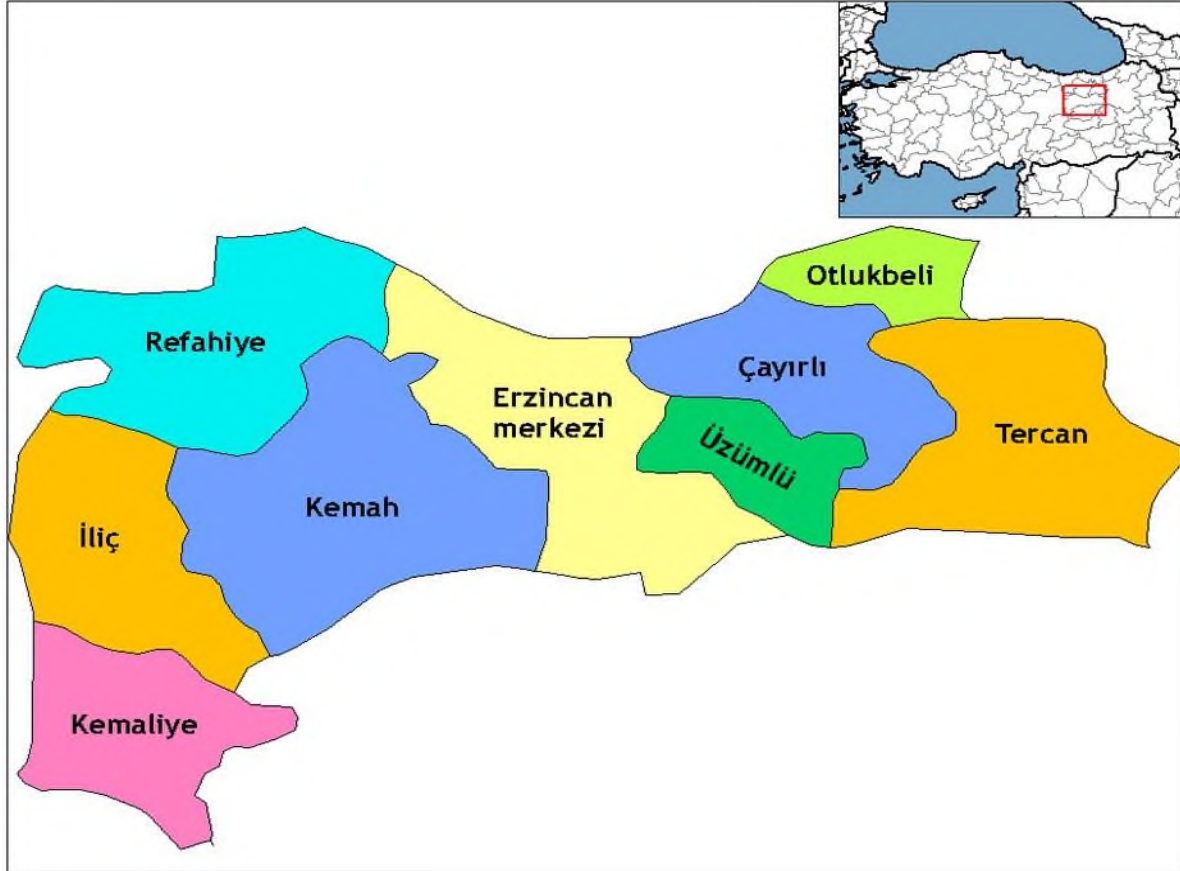 Otlukbeli
Refahiye
Çayırlı
Erzincan
merkezi
Tercan
Üzümlü
Kemah
İliç
Kemaliye